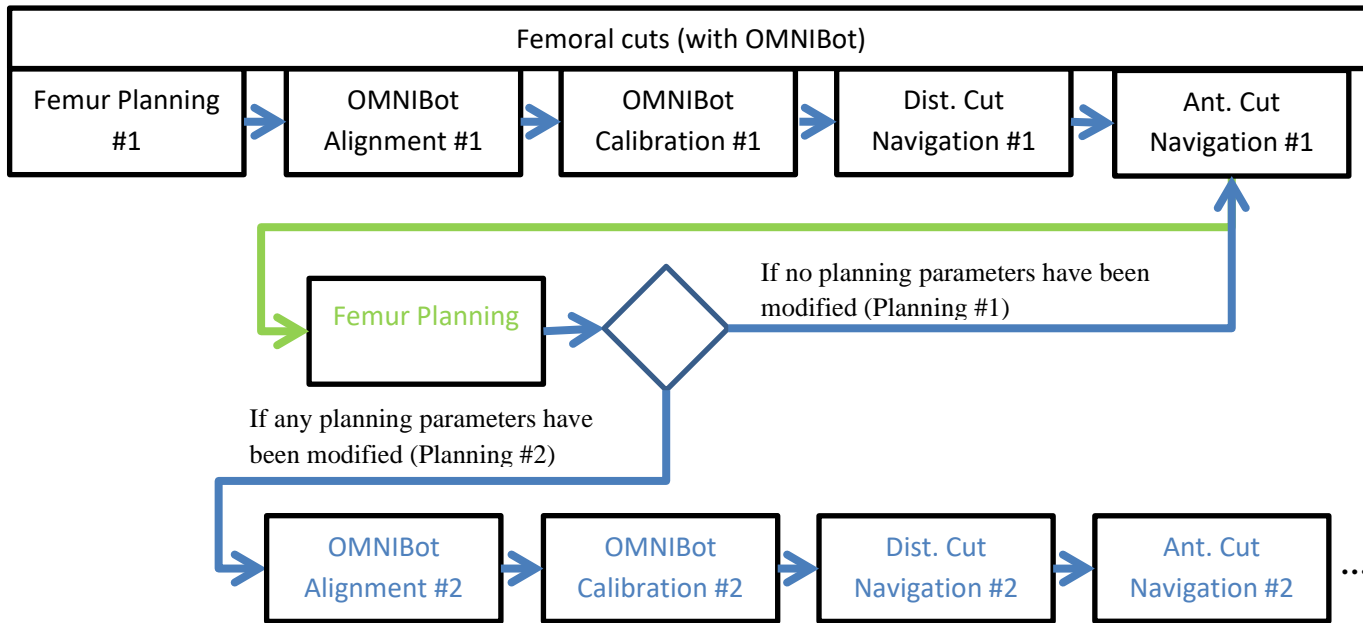 Femoral cuts (with OMNIBot)
Femur Planning
#1
OMNIBot
Alignment #1
OMNIBot
Calibration #1
Dist. Cut
Navigation #1
Ant. Cut
Navigation #1
If no planning parameters have been
modified (Planning #1)
Femur Planning
If any planning parameters have
been modified (Planning #2)
OMNIBot
Alignment #2
OMNIBot
Calibration #2
Dist. Cut
Navigation #2
Ant. Cut
Navigation #2
...